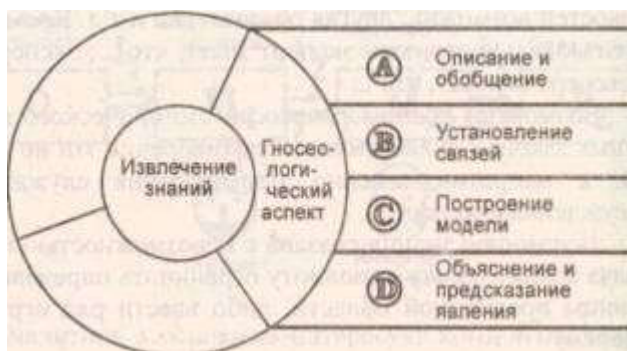 Извлечение
знаний
Гносео-
логи-
ческий
аспект
A Описание и
обобщение
B Установление
связей
C Построение
модели
D Объяснение и
предсказание
явления